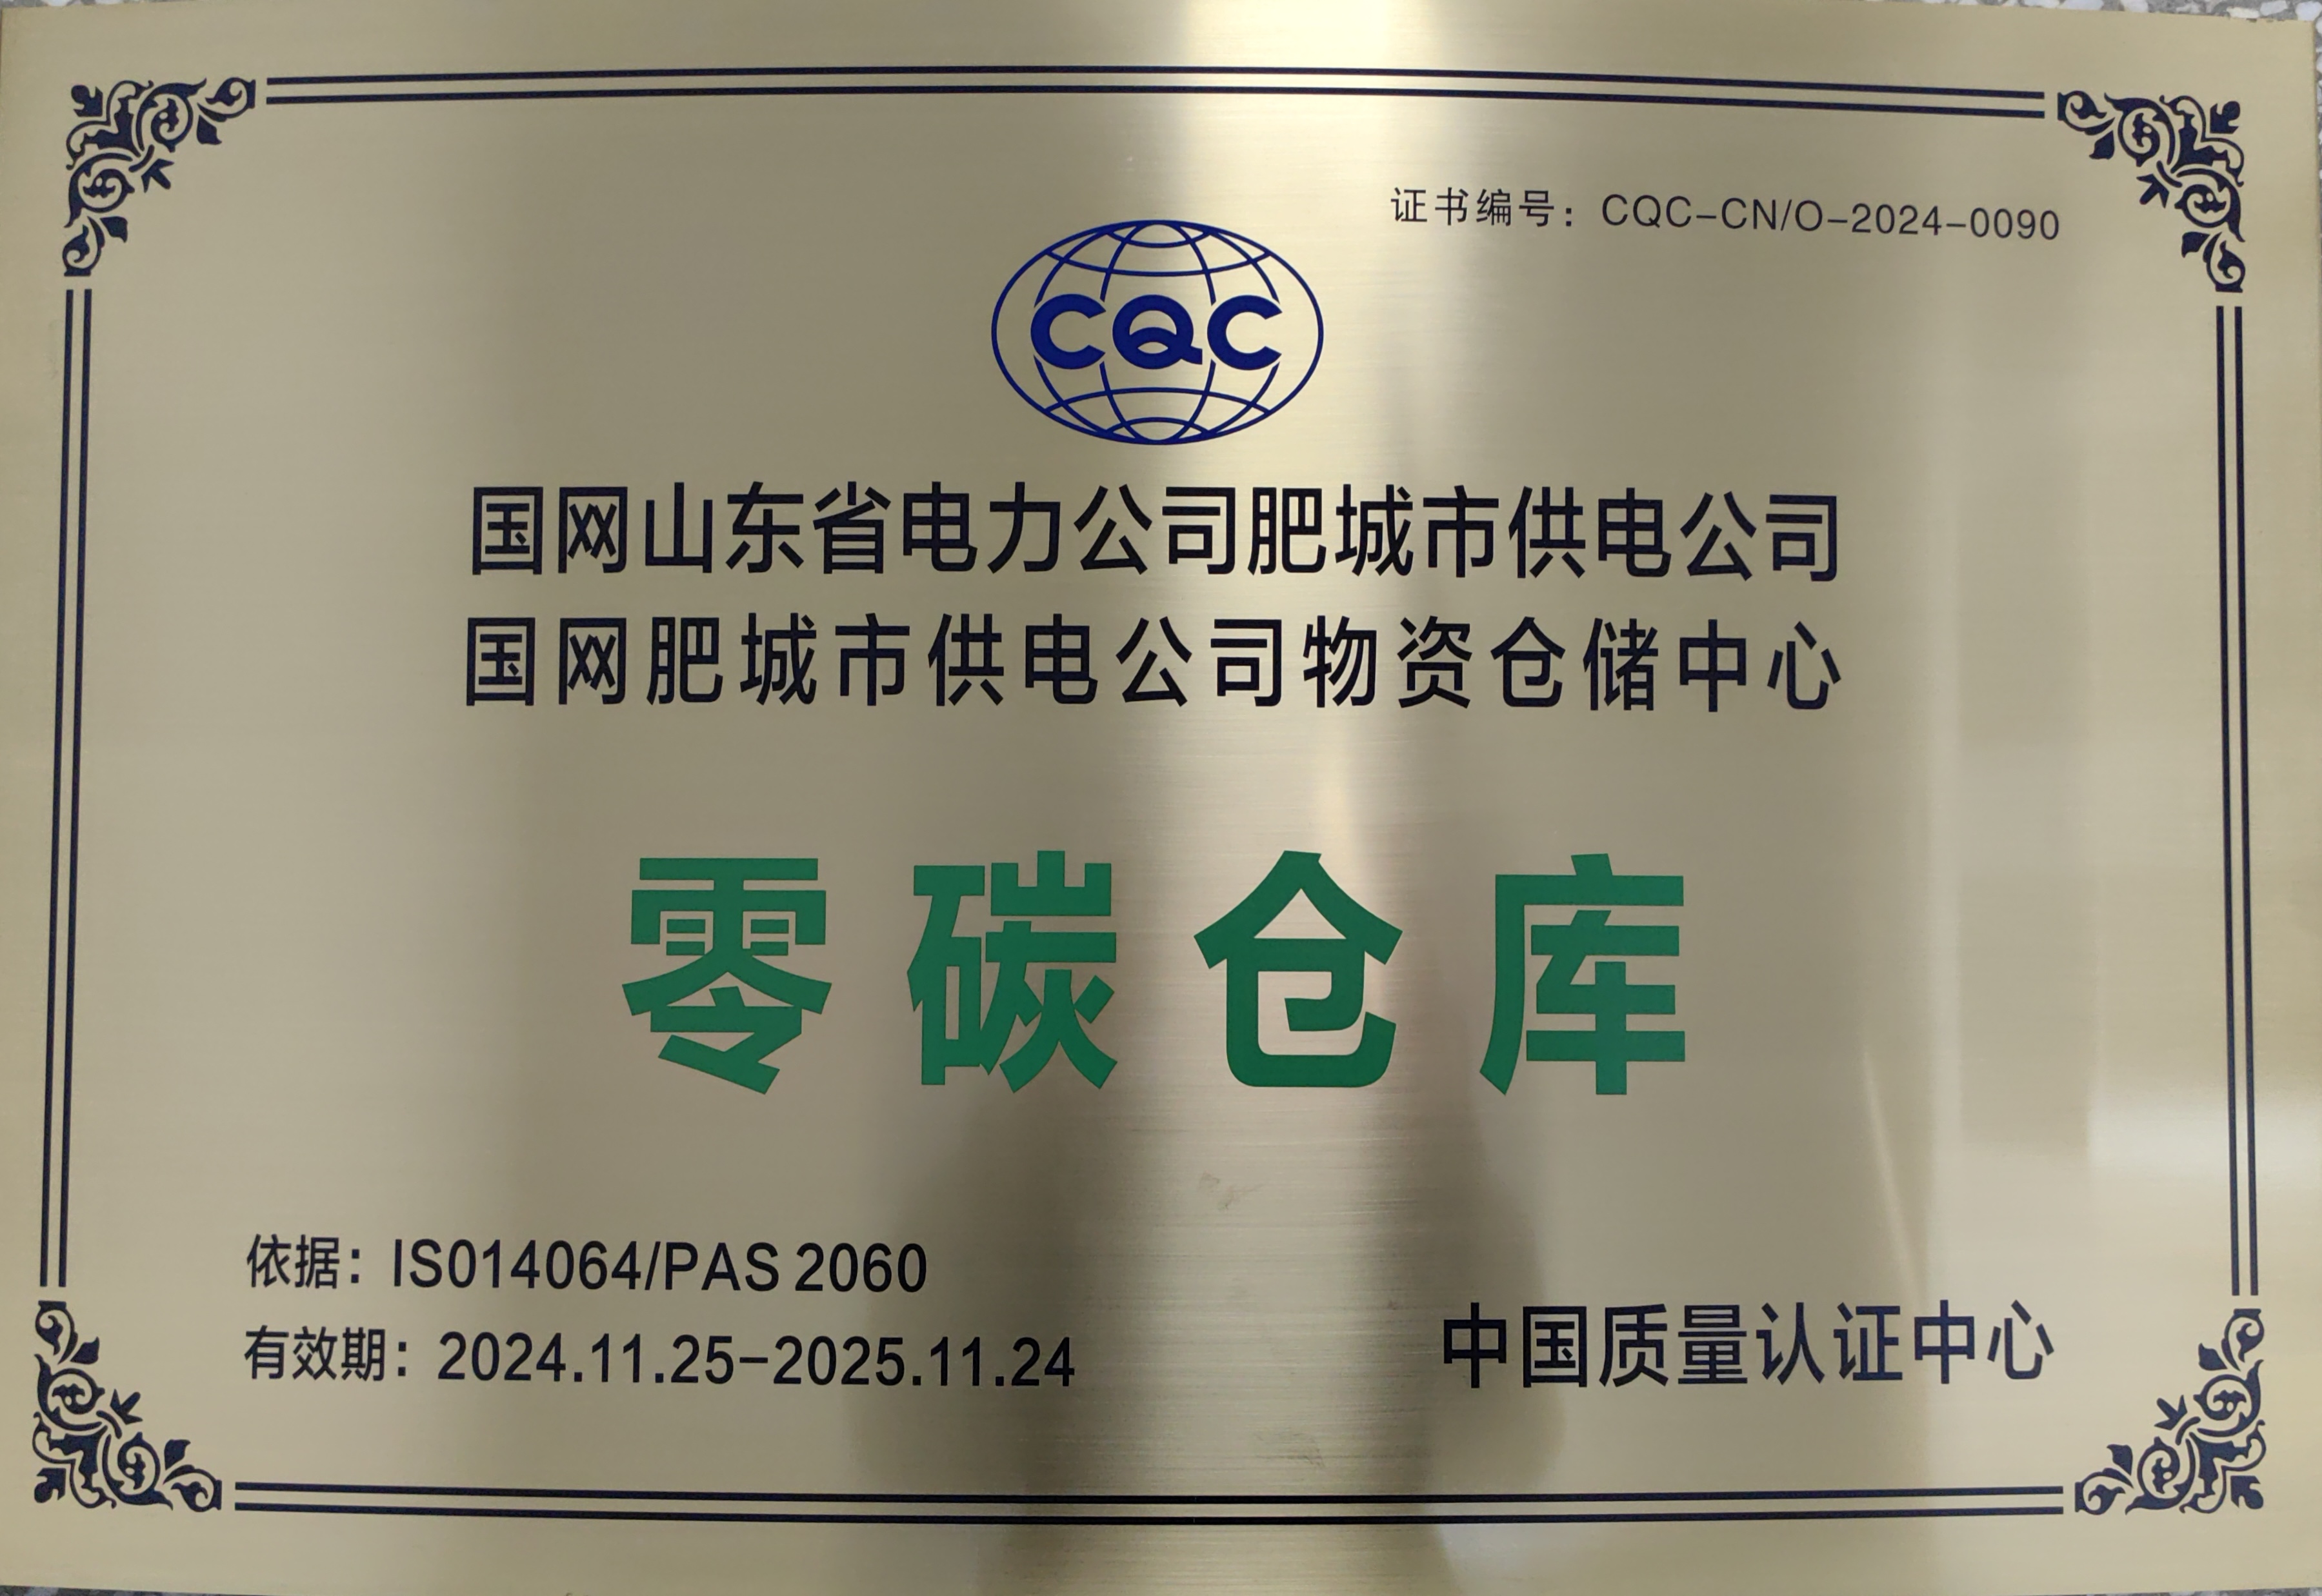 证书编号：CQC-CN/O-2024-0090
CQC
国网山东省电力公司肥城市供电公司
国网肥城市供电公司物资仓储中心
零碳仓库
依据：ISO14064/PAS 2060
有效期：2024.11.25-2025.11.24
中国质量认证中心